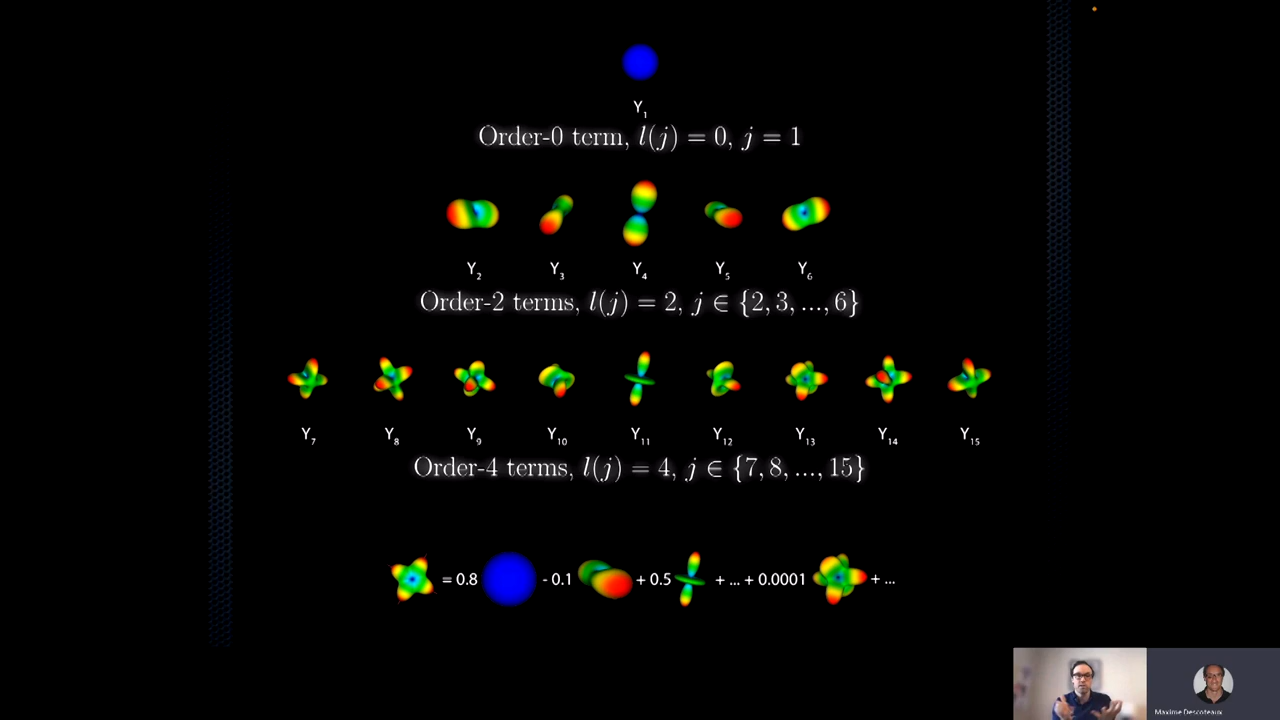 Y₁
Order-0 term, l(j) = 0, j = 1
Y₂ Y₃ Y₄ Y₅ Y₆
Order-2 terms, l(j) = 2, j ∈ {2, 3, ..., 6}
Y₇ Y₈ Y₉ Y₁₀ Y₁₁ Y₁₂ Y₁₃ Y₁₄ Y₁₅
Order-4 terms, l(j) = 4, j ∈ {7, 8, ..., 15}
= 0.8 - 0.1 + 0.5 + ... + 0.0001 + ...
Maxime Descoteaux